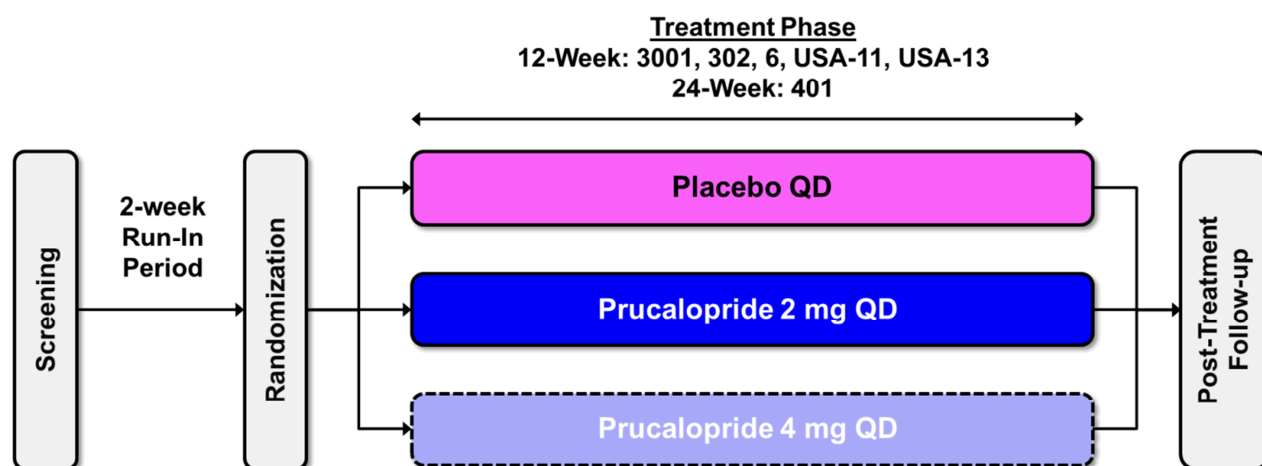 Treatment Phase
12-Week: 3001, 302, 6, USA-11, USA-13
24-Week: 401
Screening
2-week
Run-In
Period
Randomization
Placebo QD
Prucalopride 2 mg QD
Prucalopride 4 mg QD
Post-Treatment
Follow-up